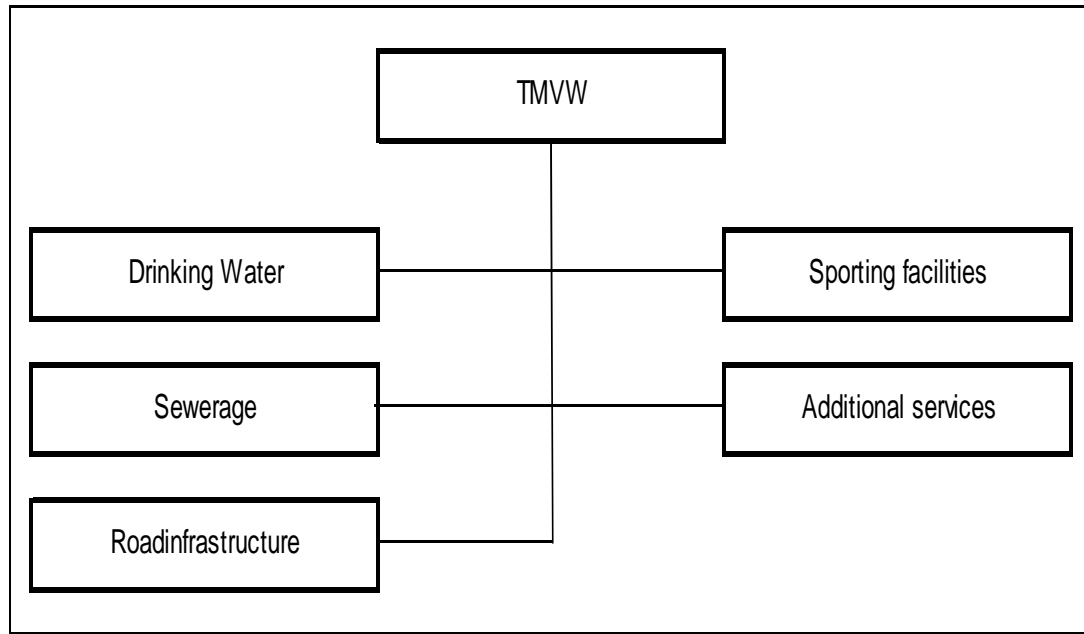 TMVW
Drinking Water
Sporting facilities
Sewerage
Additional services
Roadinfrastructure